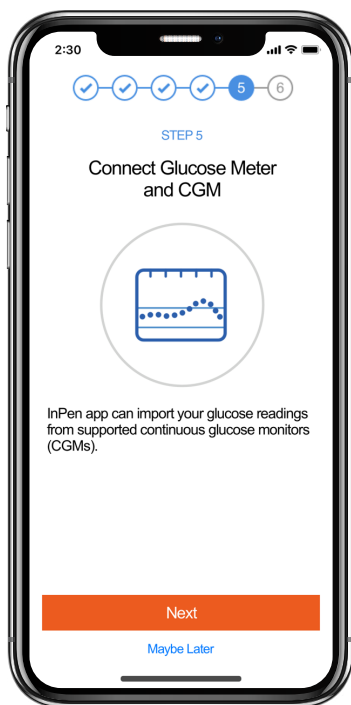 2:30
5
6
STEP 5
Connect Glucose Meter
and CGM
InPen app can import your glucose readings
from supported continuous glucose monitors
(CGMs).
Next
Maybe Later